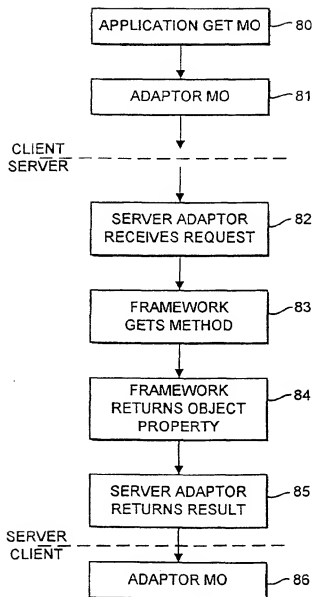 APPLICATION GET MO 80
ADAPTOR MO 81
CLIENT
SERVER
SERVER ADAPTOR
RECEIVES REQUEST 82
FRAMEWORK
GETS METHOD 83
FRAMEWORK
RETURNS OBJECT
PROPERTY 84
SERVER ADAPTOR
RETURNS RESULT 85
SERVER
CLIENT
ADAPTOR MO 86